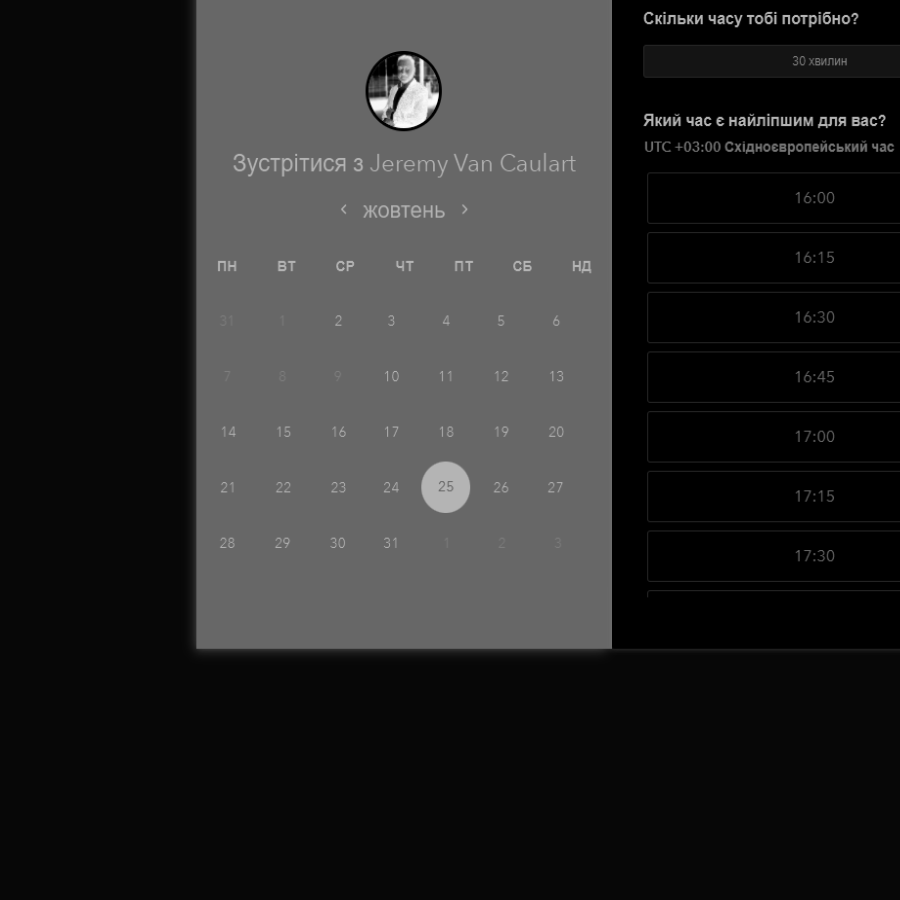 Зустрітися з Jeremy Van Caulart
‹ жовтень ›
ПН ВТ СР ЧТ ПТ СБ НД
31 1 2 3 4 5 6
7 8 9 10 11 12 13
14 15 16 17 18 19 20
21 22 23 24 25 26 27
28 29 30 31 1 2 3
Скільки часу тобі потрібно?
30 хвилин
Який час є найліпшим для вас?
UTC +03:00 Східноєвропейський час
16:00
16:15
16:30
16:45
17:00
17:15
17:30